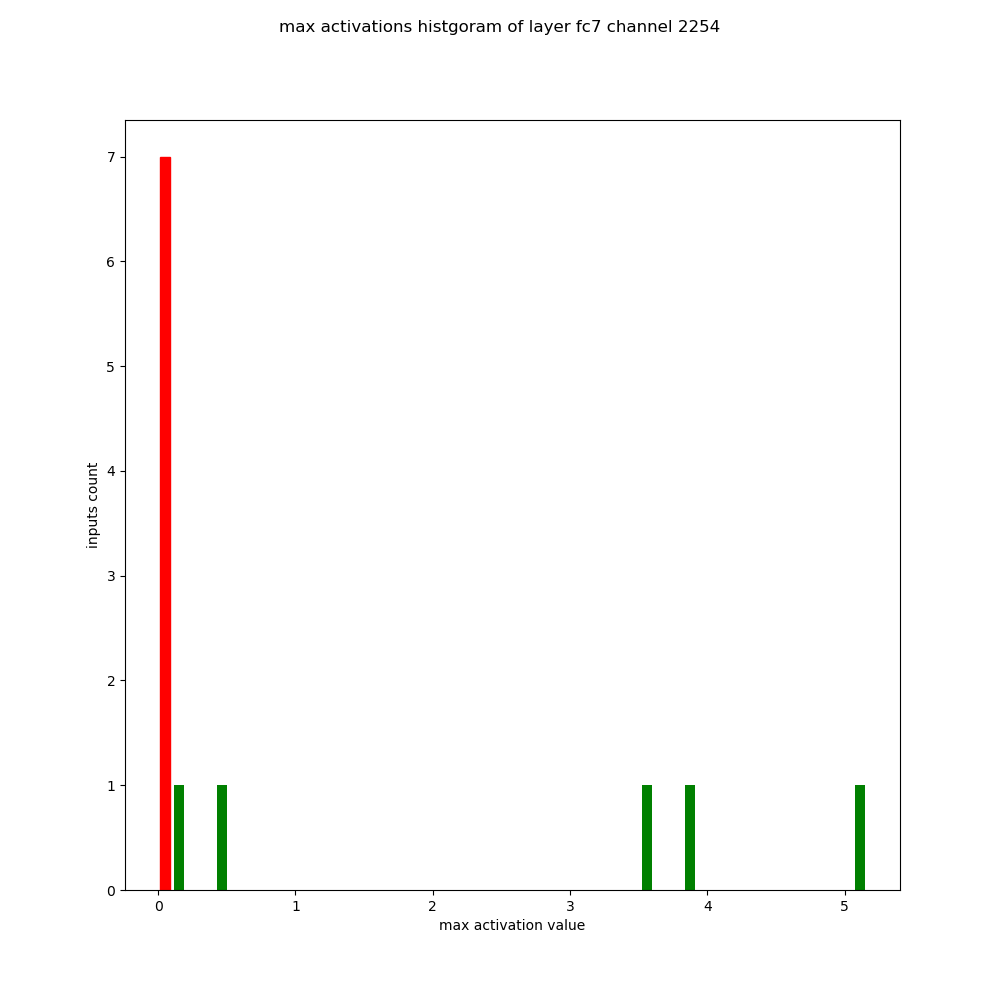 max activations histgoram of layer fc7 channel 2254
7
6
5
4
3
2
1
0
inputs count
0 1 2 3 4 5
max activation value